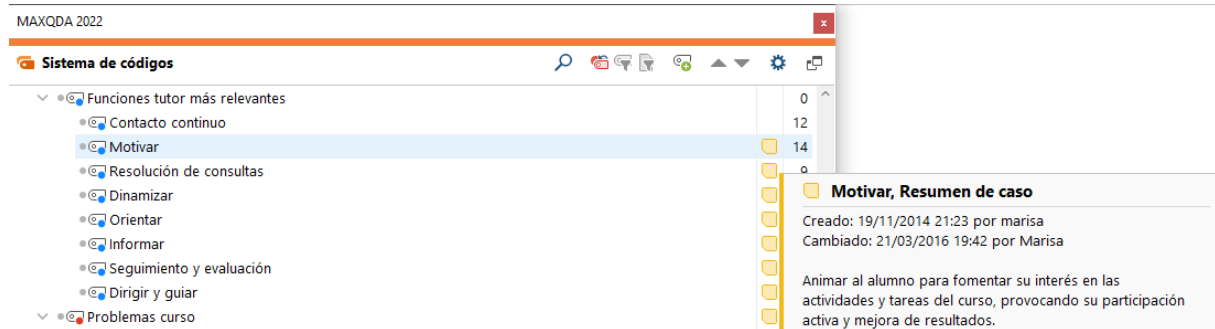 MAXQDA 2022
x
Sistema de códigos
Funciones tutor más relevantes 0
Contacto continuo 12
Motivar 14
Resolución de consultas 9
Motivar, Resumen de caso
Dinamizar
Creado: 19/11/2014 21:23 por marisa
Orientar
Cambiado: 21/03/2016 19:42 por Marisa
Informar
Seguimiento y evaluación
Animar al alumno para fomentar su interés en las
Dirigir y guiar
actividades y tareas del curso, provocando su participación
Problemas curso
activa y mejora de resultados.